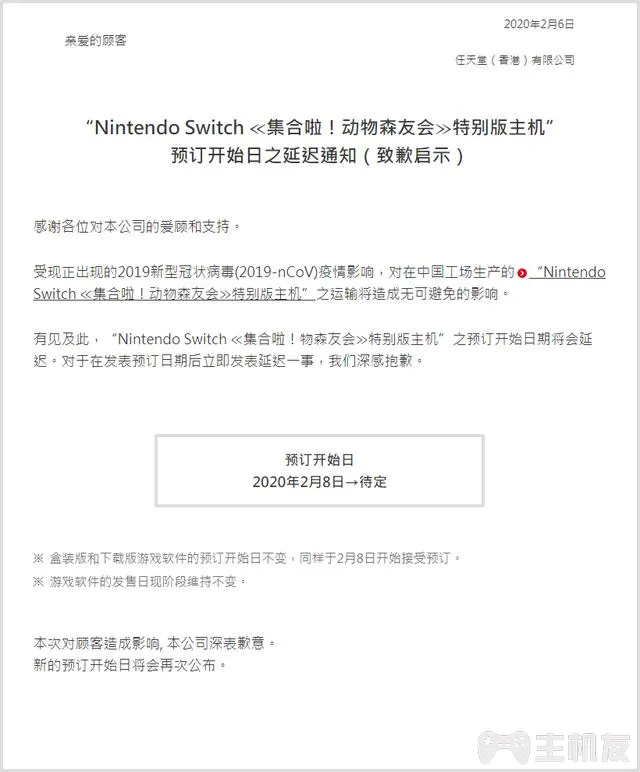 2020年2月6日
亲爱的顾客
任天堂（香港）有限公司
“Nintendo Switch ≪集合啦！动物森友会≫特别版主机”
预订开始日之延迟通知（致歉启示）
感谢各位对本公司的爱顾和支持。
受现正出现的2019新型冠状病毒(2019-nCoV)疫情影响，对在中国工场生产的 “Nintendo
Switch ≪集合啦！动物森友会≫特别版主机”之运输将造成无可避免的影响。
有见及此，“Nintendo Switch ≪集合啦！物森友会≫特别版主机”之预订开始日期将会延
迟。对于在发表预订日期后立即发表延迟一事，我们深感抱歉。
预订开始日
2020年2月8日→待定
※ 盒装版和下载版游戏软件的预订开始日不变，同样于2月8日开始接受预订。
※ 游戏软件的发售日现阶段维持不变。
本次对顾客造成影响, 本公司深表歉意。
新的预订开始日将会再次公布。
主机友